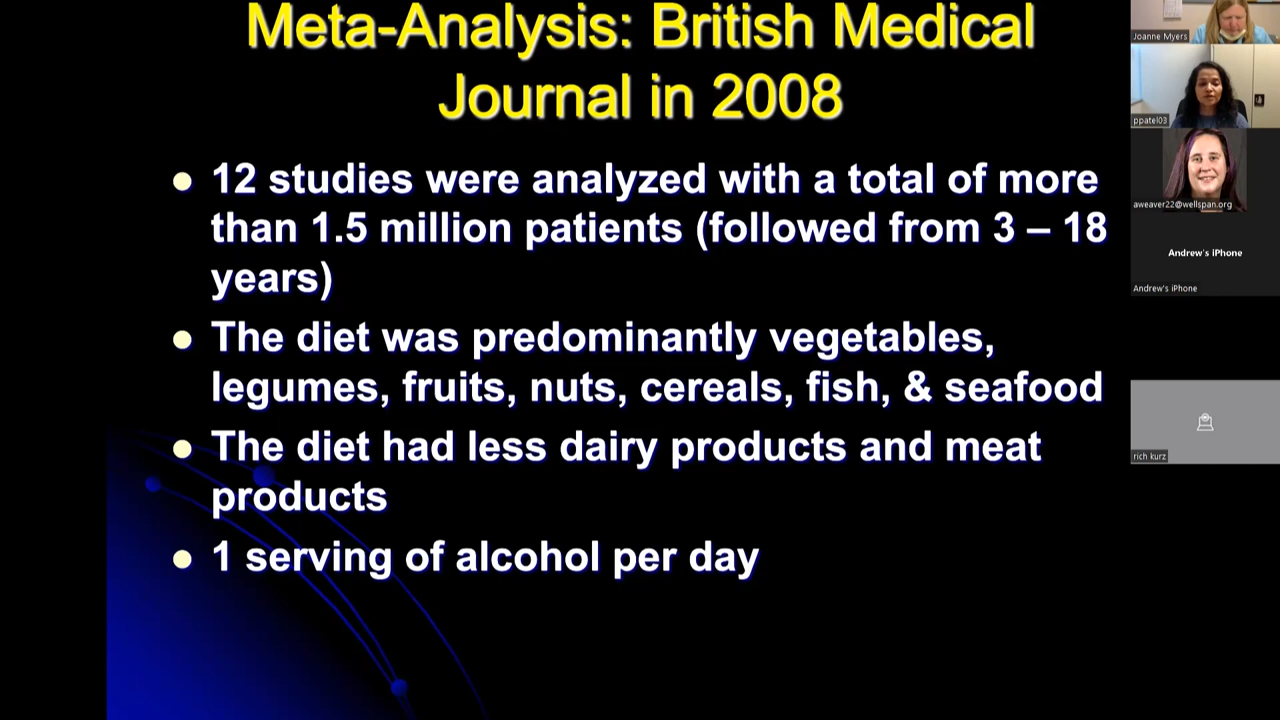 Meta-Analysis: British Medical
Journal in 2008
• 12 studies were analyzed with a total of more
than 1.5 million patients (followed from 3 – 18
years)
• The diet was predominantly vegetables,
legumes, fruits, nuts, cereals, fish, & seafood
• The diet had less dairy products and meat
products
• 1 serving of alcohol per day
Joanne Myers
ppatel03
aweaver22@wellspan.org
Andrew's iPhone
Andrew's iPhone
rich kurz